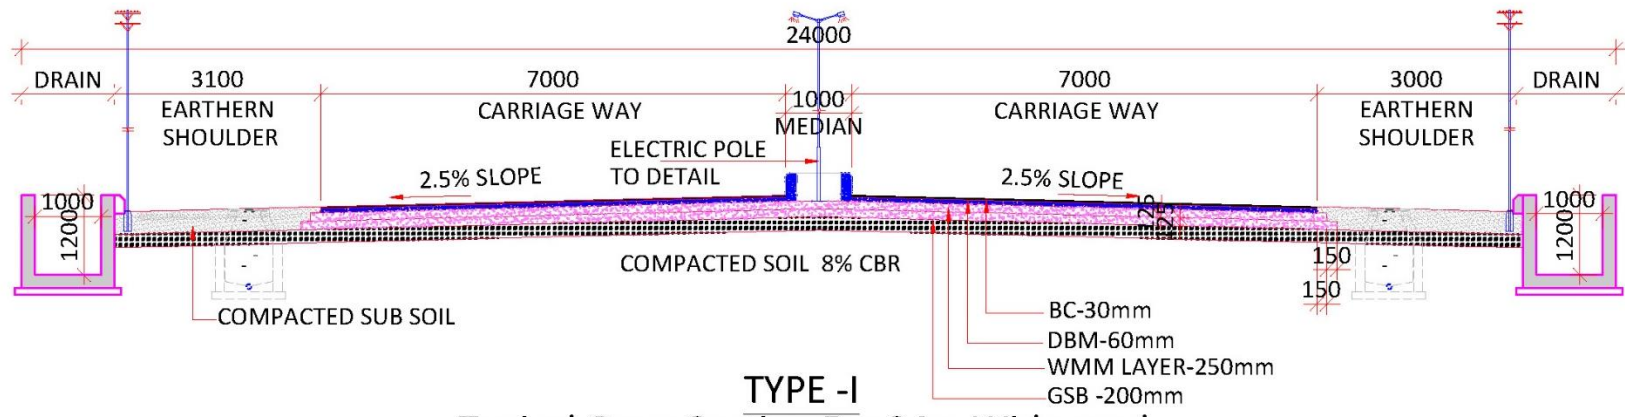 24000
DRAIN 3100 7000 1000 7000 3000 DRAIN
EARTHERN SHOULDER
CARRIAGE WAY
MEDIAN
CARRIAGE WAY
EARTHERN SHOULDER
ELECTRIC POLE
TO DETAIL
2.5% SLOPE
2.5% SLOPE
1000
1200
125
125
1000
1200
COMPACTED SOIL 8% CBR
150
150
COMPACTED SUB SOIL
BC-30mm
DBM-60mm
WMM LAYER-250mm
GSB -200mm
TYPE -I